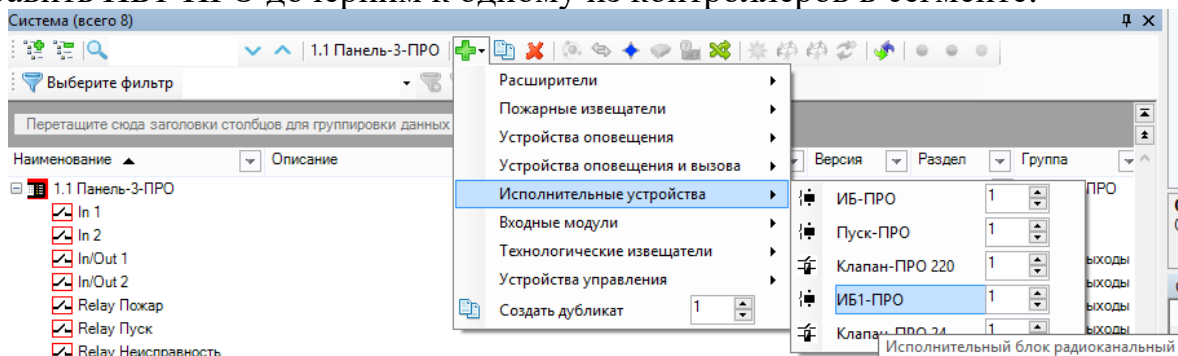 Система (всего 8)
1.1 Панель-3-ПРО
Выберите фильтр
Перетащите сюда заголовки столбцов для группировки данных
Наименование Описание Версия Раздел Группа
1.1 Панель-3-ПРО
In 1
In 2
In/Out 1
In/Out 2
Relay Пожар
Relay Пуск
Relay Неисправность
Расширители
Пожарные извещатели
Устройства оповещения
Устройства оповещения и вызова
Исполнительные устройства
Входные модули
Технологические извещатели
Устройства управления
Создать дубликат 1
ИБ-ПРО 1
Пуск-ПРО 1
Клапан-ПРО 220 1
ИБ1-ПРО 1
Клапан-ПРО 24 1
Исполнительный блок радиоканальный